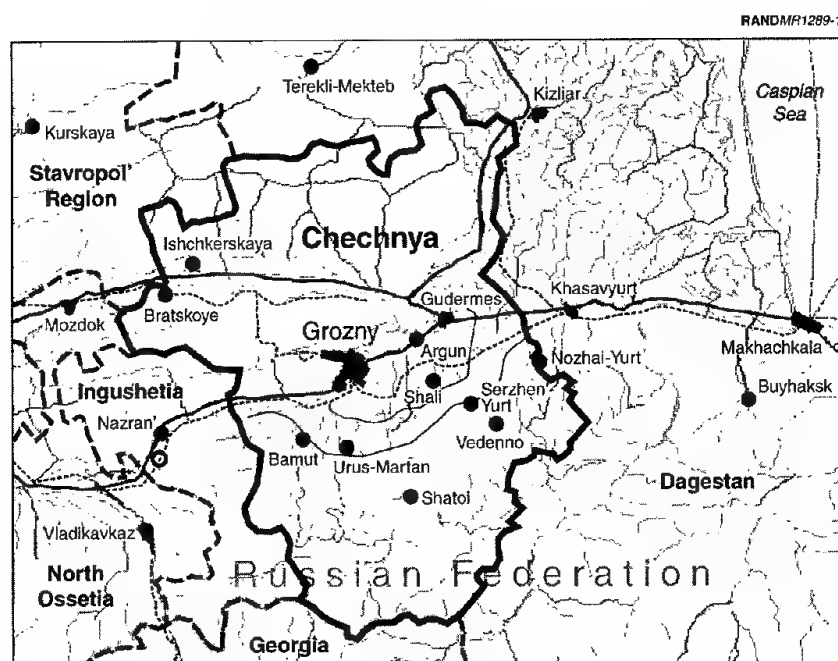 RANDMR1289-1
Terekli-Mekteb
Kizliar
Caspian
Sea
Kurskaya
Stavropol'
Region
Ishchkerskaya
Chechnya
Gudermes
Khasavyurt
Mozdok
Bratskoye
Grozny
Argun
Nozhai-Yurt
Makhachkala
Ingushetia
Shali
Serzhen
Yurt
Buyhaksk
Nazran'
Vedenno
Bamut
Urus-Martan
Dagestan
Shatoi
Vladikavkaz
Russian Federation
North
Ossetia
Georgia